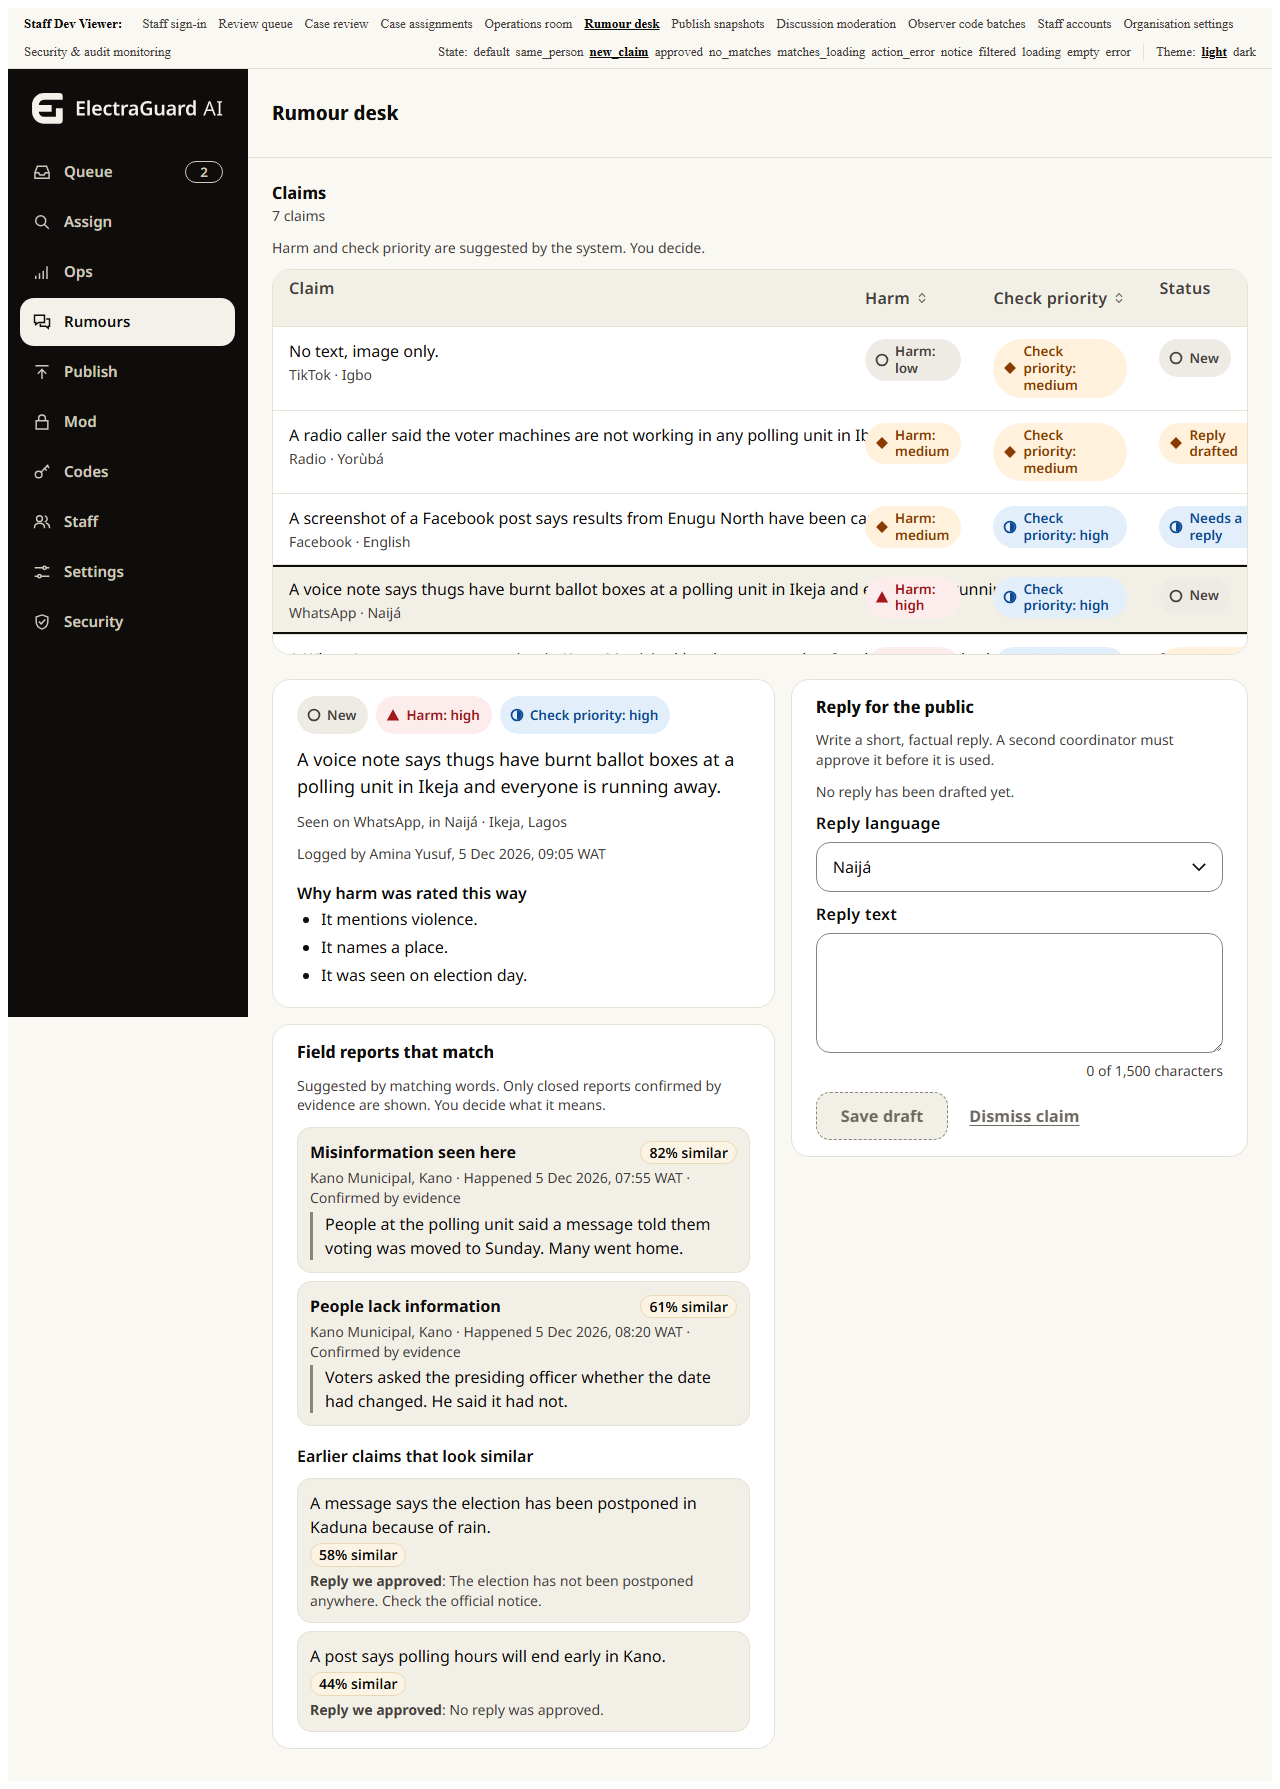 Staff Dev Viewer: Staff sign-in Review queue Case review Case assignments Operations room Rumour desk Publish snapshots Discussion moderation Observer code batches Staff accounts Organisation settings
Security & audit monitoring
State: default same_person new_claim approved no_matches matches_loading action_error notice filtered loading empty error Theme: light dark
ElectraGuard AI
Queue 2
Assign
Ops
Rumours
Publish
Mod
Codes
Staff
Settings
Security
Rumour desk
Claims
7 claims
Harm and check priority are suggested by the system. You decide.
Claim Harm Check priority Status
No text, image only.
TikTok · Igbo
Harm: low
Check priority: medium
New
A radio caller said the voter machines are not working in any polling unit in
Radio · Yorùbá
Harm: medium
Check priority: medium
Reply drafted
A screenshot of a Facebook post says results from Enugu North have been
Facebook · English
Harm: medium
Check priority: high
Needs a reply
A voice note says thugs have burnt ballot boxes at a polling unit in Ikeja and
WhatsApp · Naijá
Harm: high
Check priority: high
New
New
Harm: high
Check priority: high
A voice note says thugs have burnt ballot boxes at a
polling unit in Ikeja and everyone is running away.
Seen on WhatsApp, in Naijá · Ikeja, Lagos
Logged by Amina Yusuf, 5 Dec 2026, 09:05 WAT
Why harm was rated this way
• It mentions violence.
• It names a place.
• It was seen on election day.
Field reports that match
Suggested by matching words. Only closed reports confirmed by
evidence are shown. You decide what it means.
Misinformation seen here 82% similar
Kano Municipal, Kano · Happened 5 Dec 2026, 07:55 WAT ·
Confirmed by evidence
People at the polling unit said a message told them
voting was moved to Sunday. Many went home.
People lack information 61% similar
Kano Municipal, Kano · Happened 5 Dec 2026, 08:20 WAT ·
Confirmed by evidence
Voters asked the presiding officer whether the date
had changed. He said it had not.
Earlier claims that look similar
A message says the election has been postponed in
Kaduna because of rain.
58% similar
Reply we approved: The election has not been postponed
anywhere. Check the official notice.
A post says polling hours will end early in Kano.
44% similar
Reply we approved: No reply was approved.
Reply for the public
Write a short, factual reply. A second coordinator must
approve it before it is used.
No reply has been drafted yet.
Reply language
Naijá
Reply text
0 of 1,500 characters
Save draft Dismiss claim